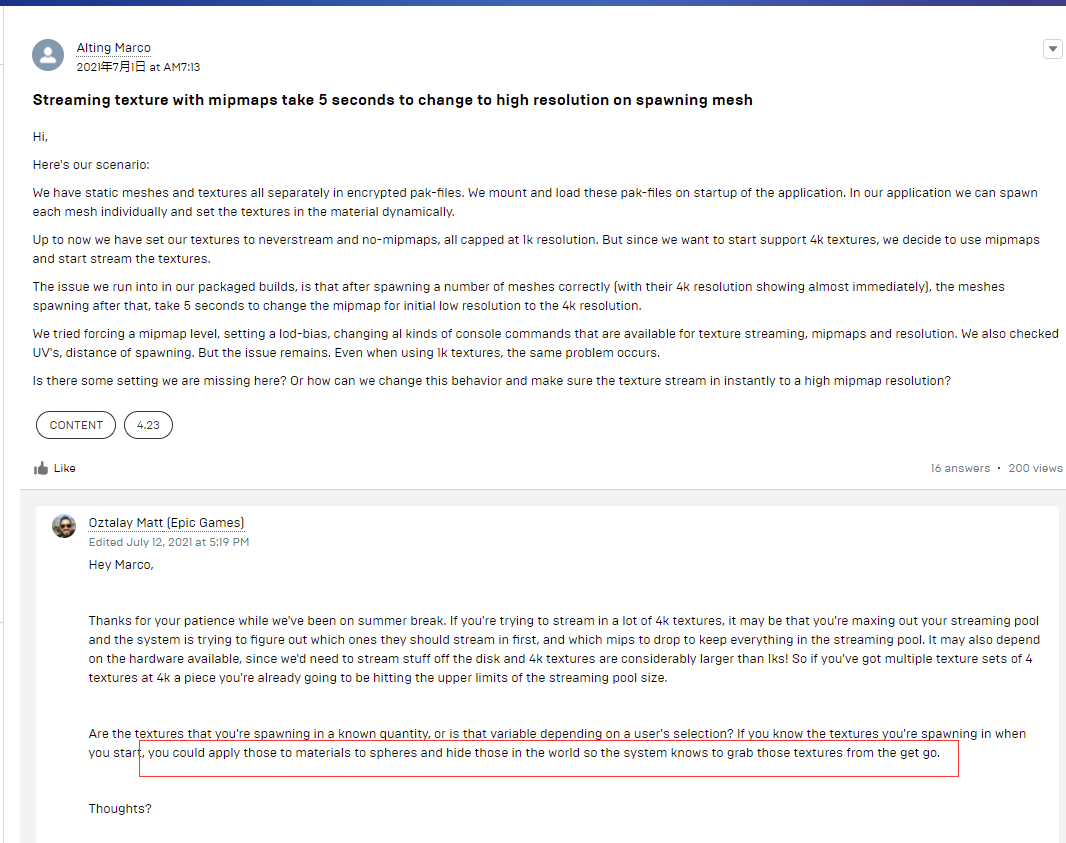 Alting Marco
2021年7月1日 at AM7:13
Streaming texture with mipmaps take 5 seconds to change to high resolution on spawning mesh
Hi,
Here's our scenario:
We have static meshes and textures all separately in encrypted pak-files. We mount and load these pak-files on startup of the application. In our application we can spawn
each mesh individually and set the textures in the material dynamically.
Up to now we have set our textures to neverstream and no-mipmaps, all capped at 1k resolution. But since we want to start support 4k textures, we decide to use mipmaps
and start stream the textures.
The issue we run into in our packaged builds, is that after spawning a number of meshes correctly (with their 4k resolution showing almost immediately), the meshes
spawning after that, take 5 seconds to change the mipmap for initial low resolution to the 4k resolution.
We tried forcing a mipmap level, setting a lod-bias, changing al kinds of console commands that are available for texture streaming, mipmaps and resolution. We also checked
UV's, distance of spawning. But the issue remains. Even when using 1k textures, the same problem occurs.
Is there some setting we are missing here? Or how can we change this behavior and make sure the texture stream in instantly to a high mipmap resolution?
CONTENT 4.23
Like 16 answers · 200 views
Oztalay Matt (Epic Games)
Edited July 12, 2021 at 5:19 PM
Hey Marco,
Thanks for your patience while we've been on summer break. If you're trying to stream in a lot of 4k textures, it may be that you're maxing out your streaming pool
and the system is trying to figure out which ones they should stream in first, and which mips to drop to keep everything in the streaming pool. It may also depend
on the hardware available, since we'd need to stream stuff off the disk and 4k textures are considerably larger than 1ks! So if you've got multiple texture sets of 4
textures at 4k a piece you're already going to be hitting the upper limits of the streaming pool size.
Are the textures that you're spawning in a known quantity, or is that variable depending on a user's selection? If you know the textures you're spawning in when
you start, you could apply those to materials to spheres and hide those in the world so the system knows to grab those textures from the get go.
Thoughts?